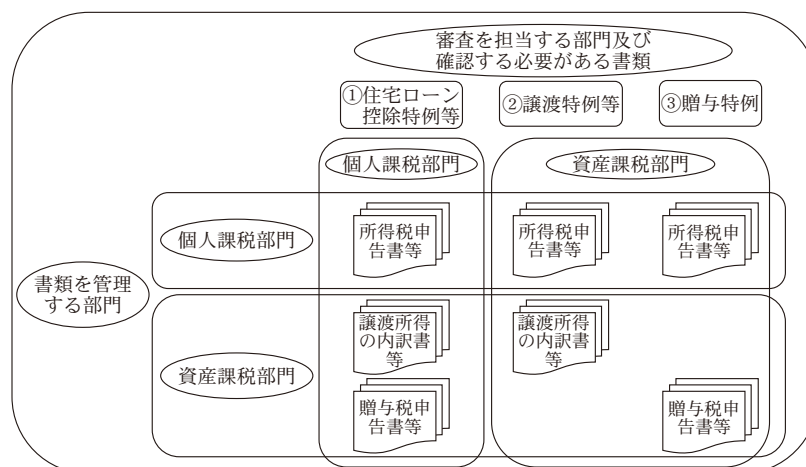 審査を担当する部門及び
確認する必要がある書類
①住宅ローン
控除特例等
②譲渡特例等
③贈与特例
個人課税部門
資産課税部門
書類を管理
する部門
個人課税部門
所得税申
告書等
所得税申
告書等
所得税申
告書等
資産課税部門
譲渡所得
の内訳書
等
譲渡所得
の内訳書
等
贈与税申
告書等
贈与税申
告書等